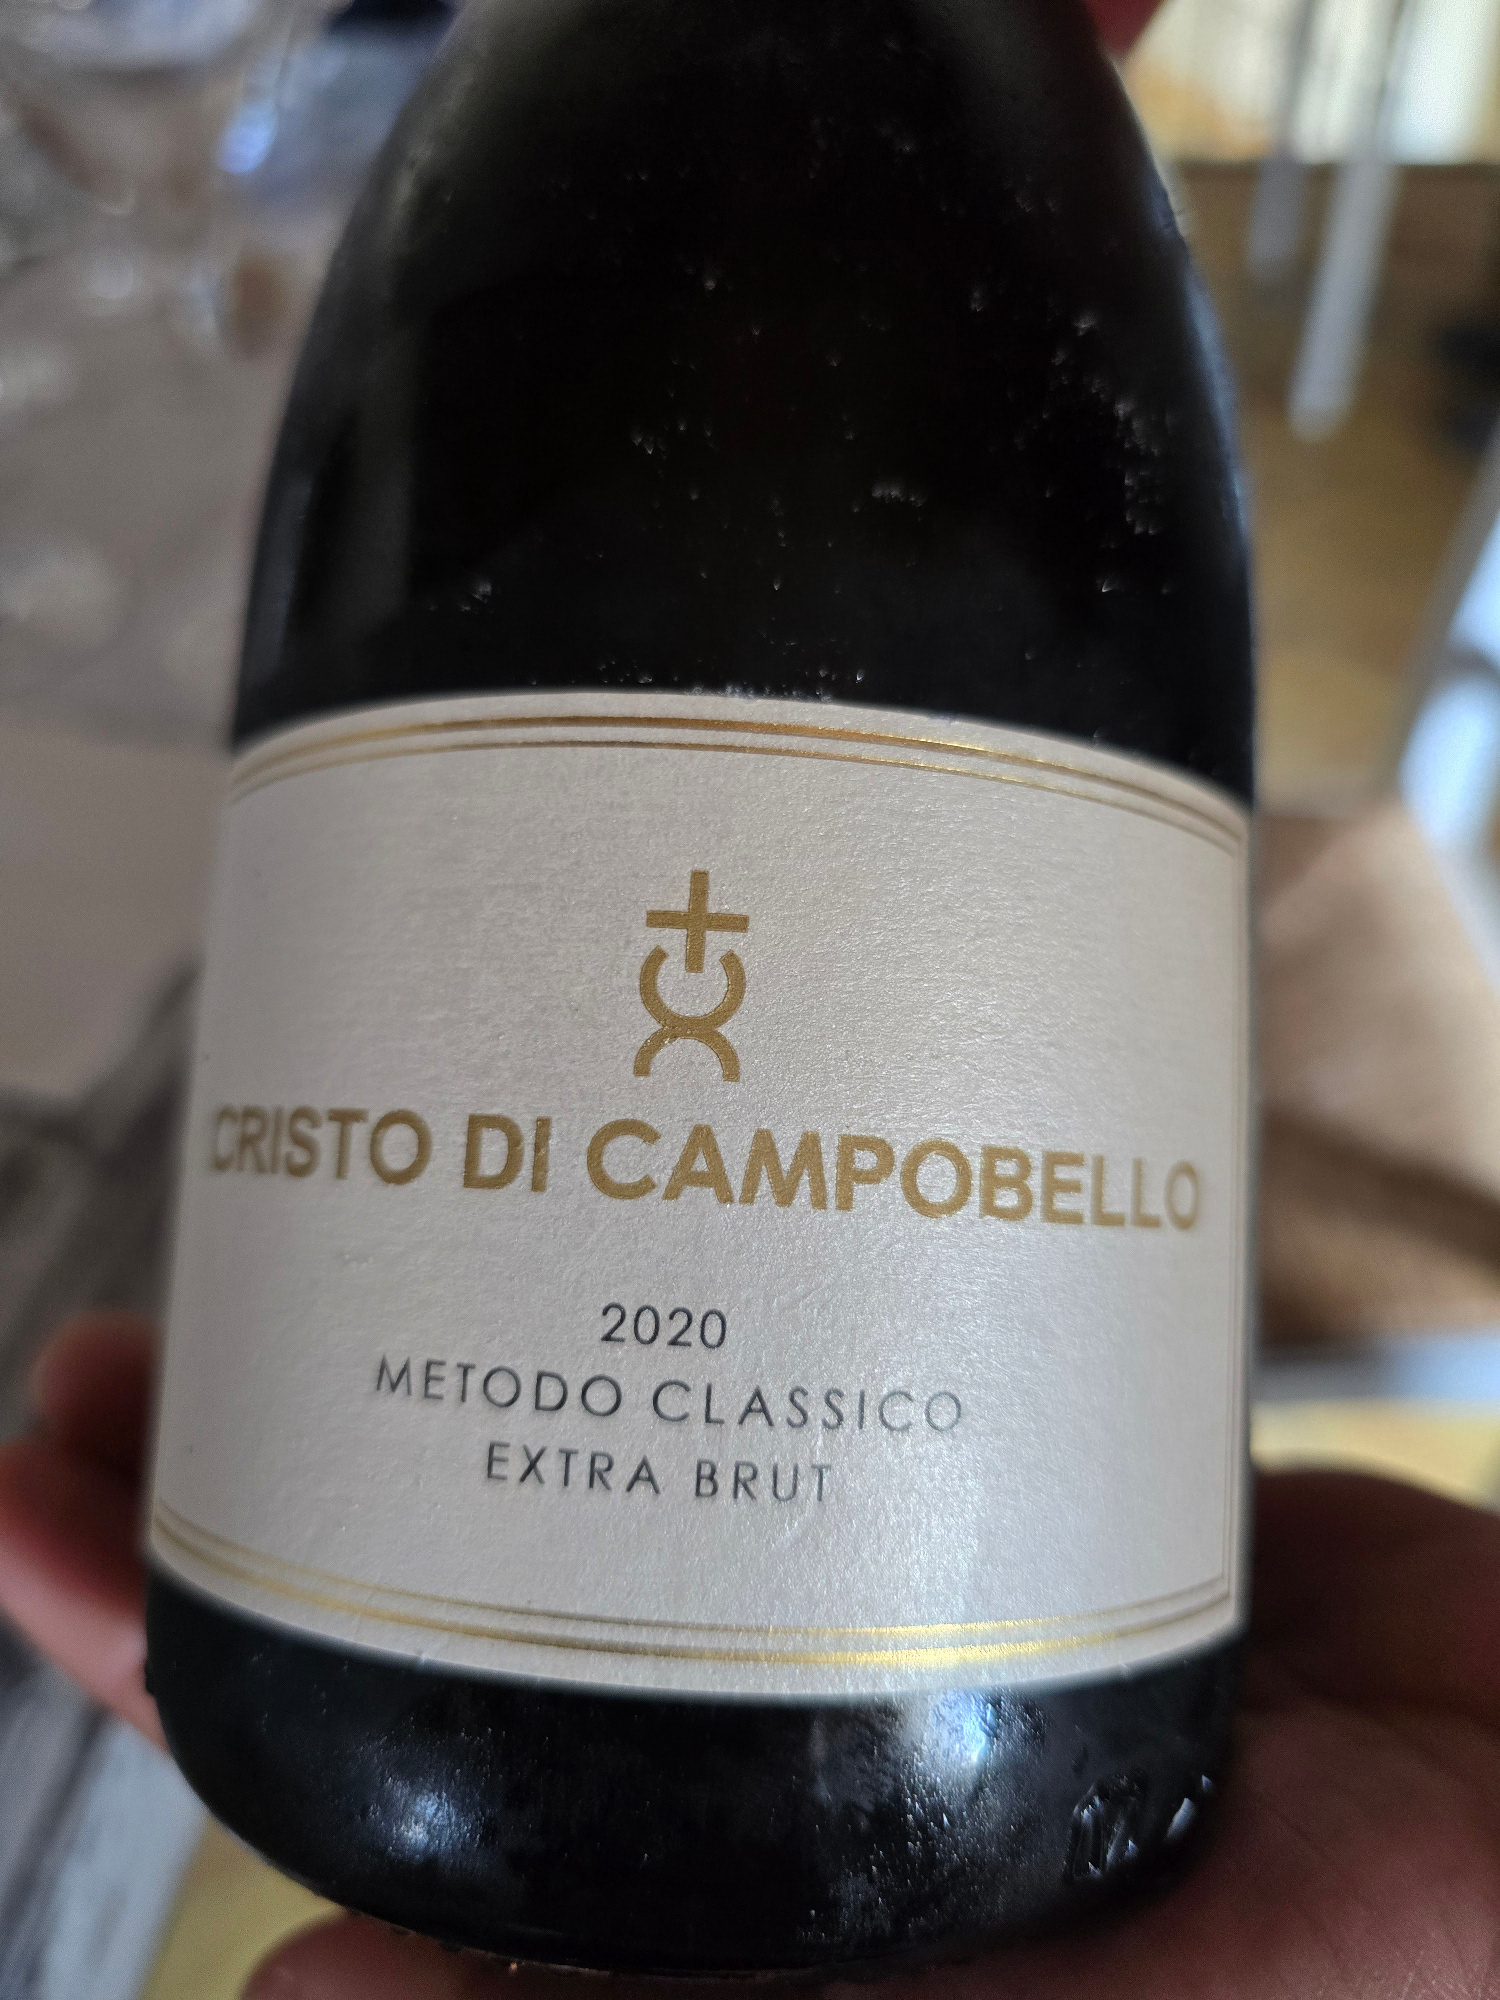 CRISTO DI CAMPOBELLO
2020
METODO CLASSICO
EXTRA BRUT